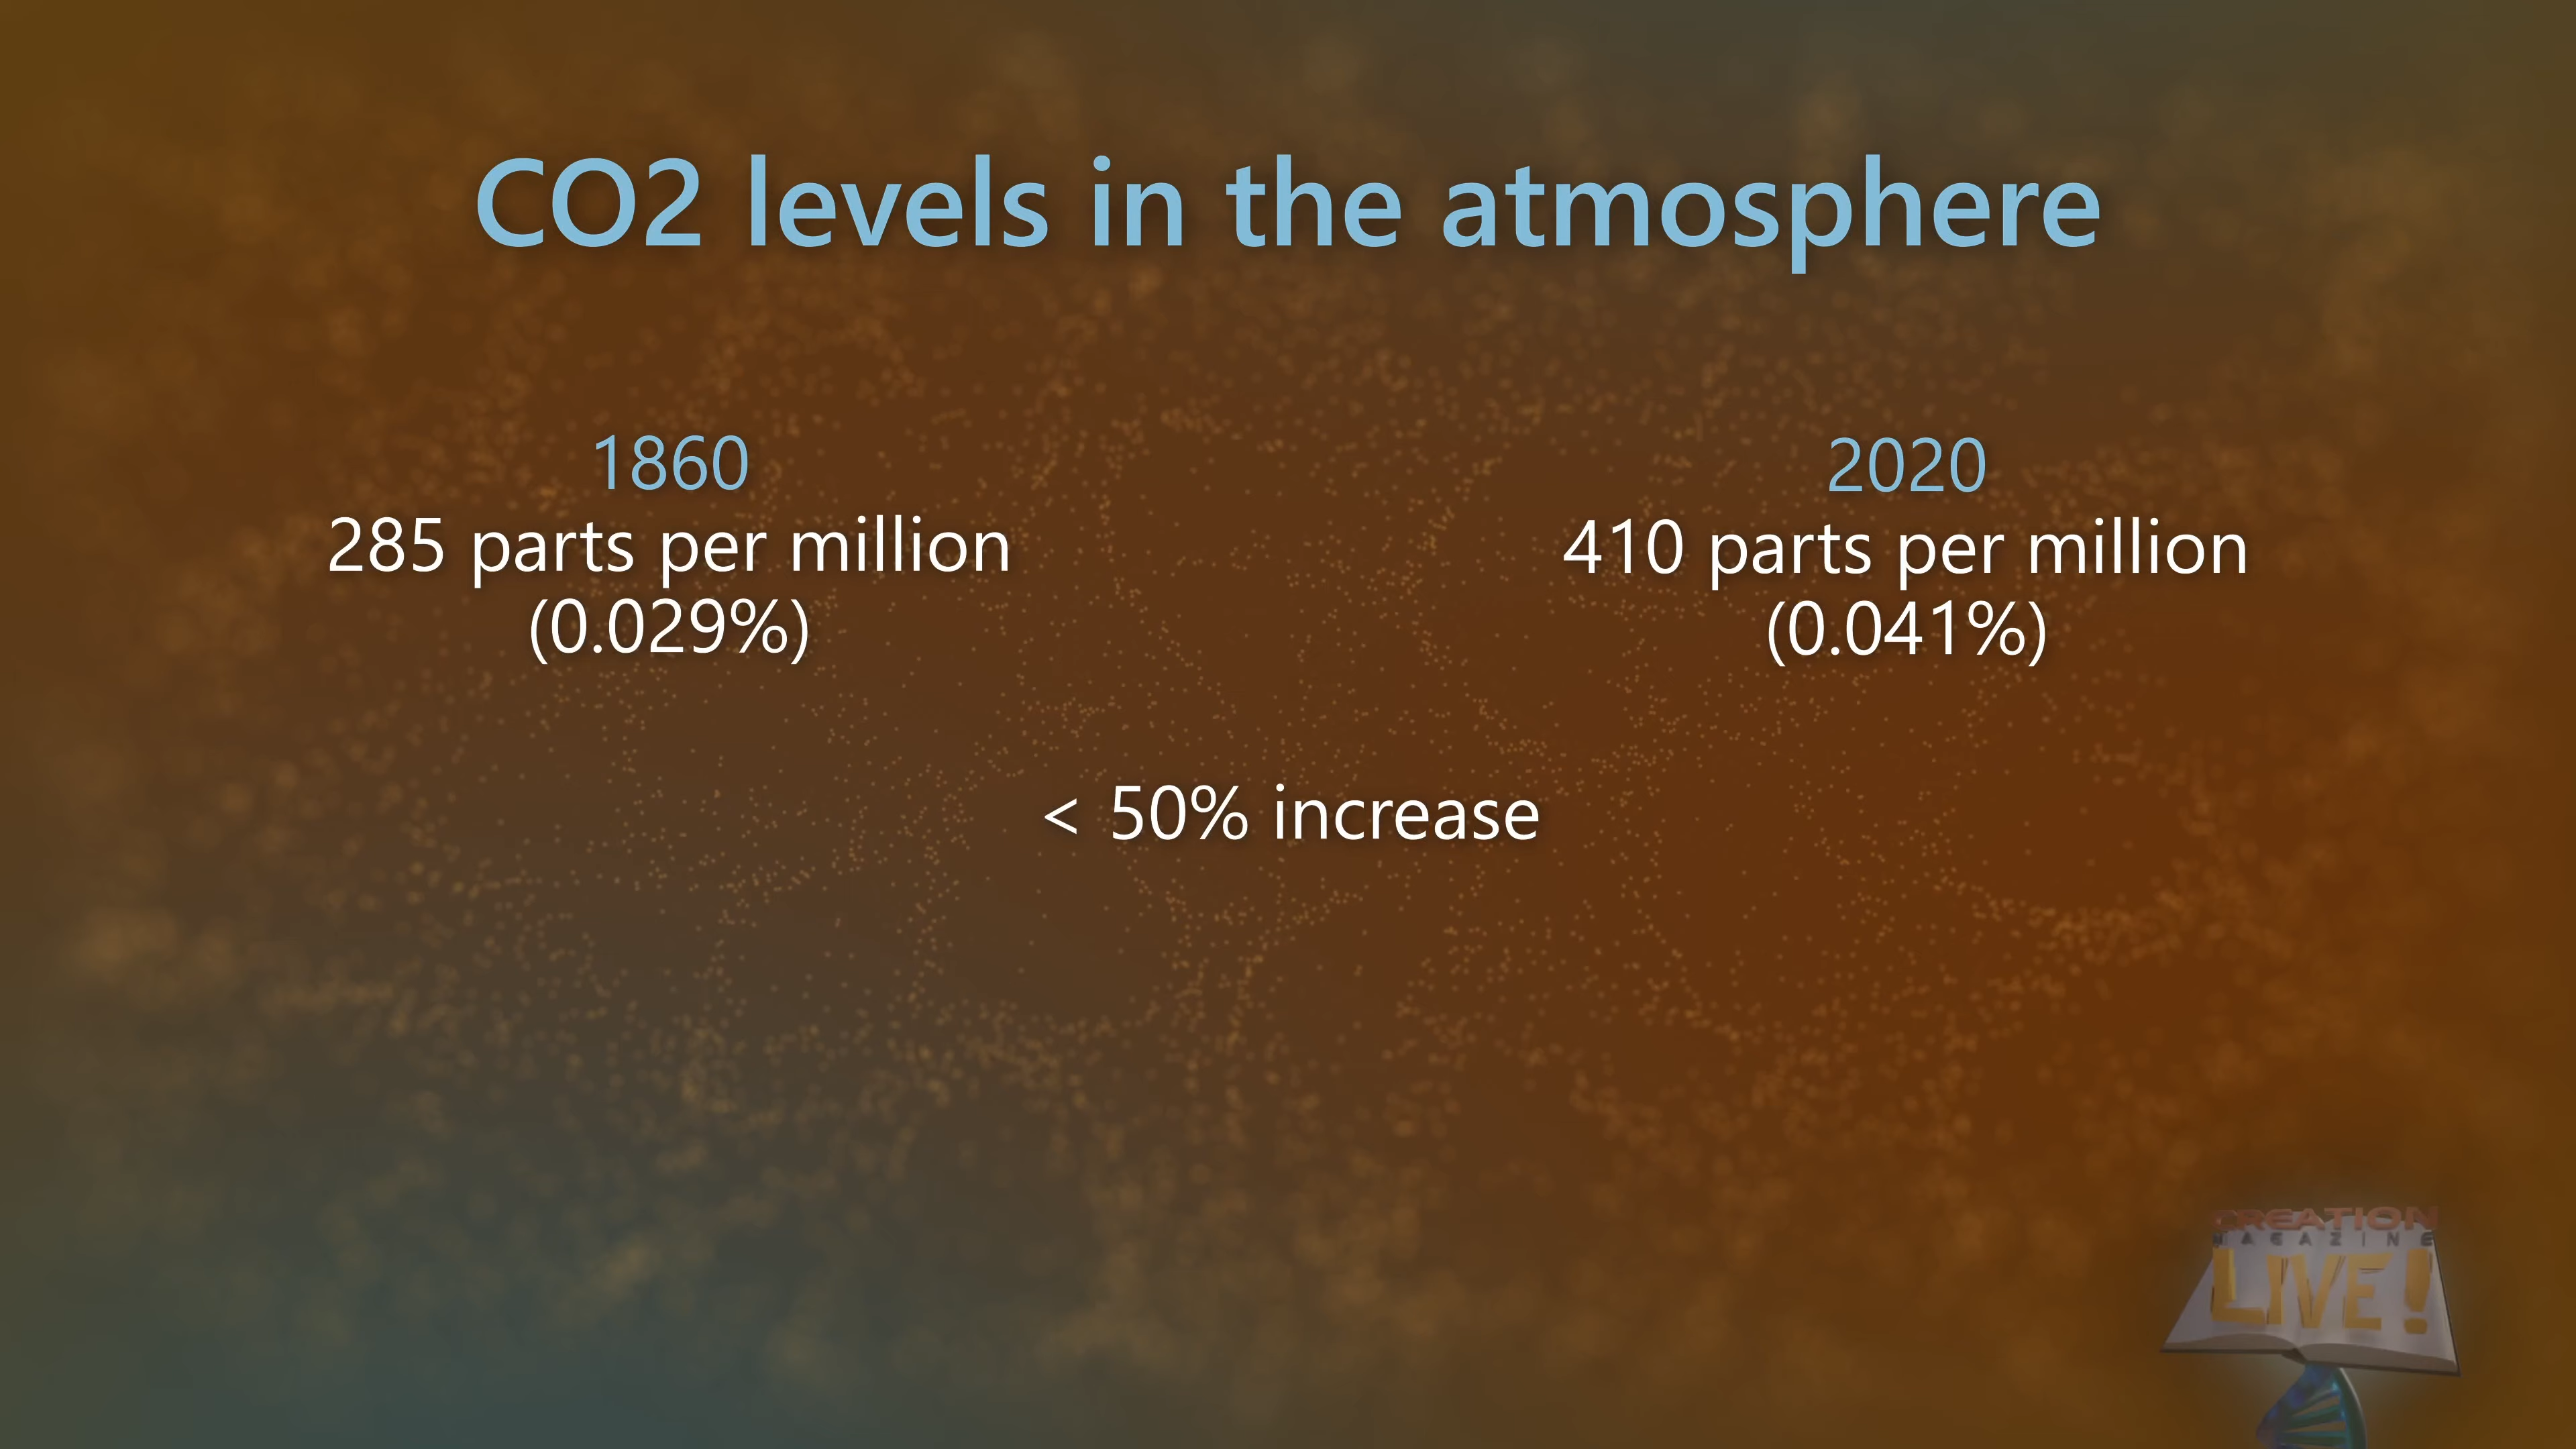 CO2 levels in the atmosphere
1860
285 parts per million
(0.029%)
2020
410 parts per million
(0.041%)
< 50% increase
CREATION
MAGAZINE
LIVE!